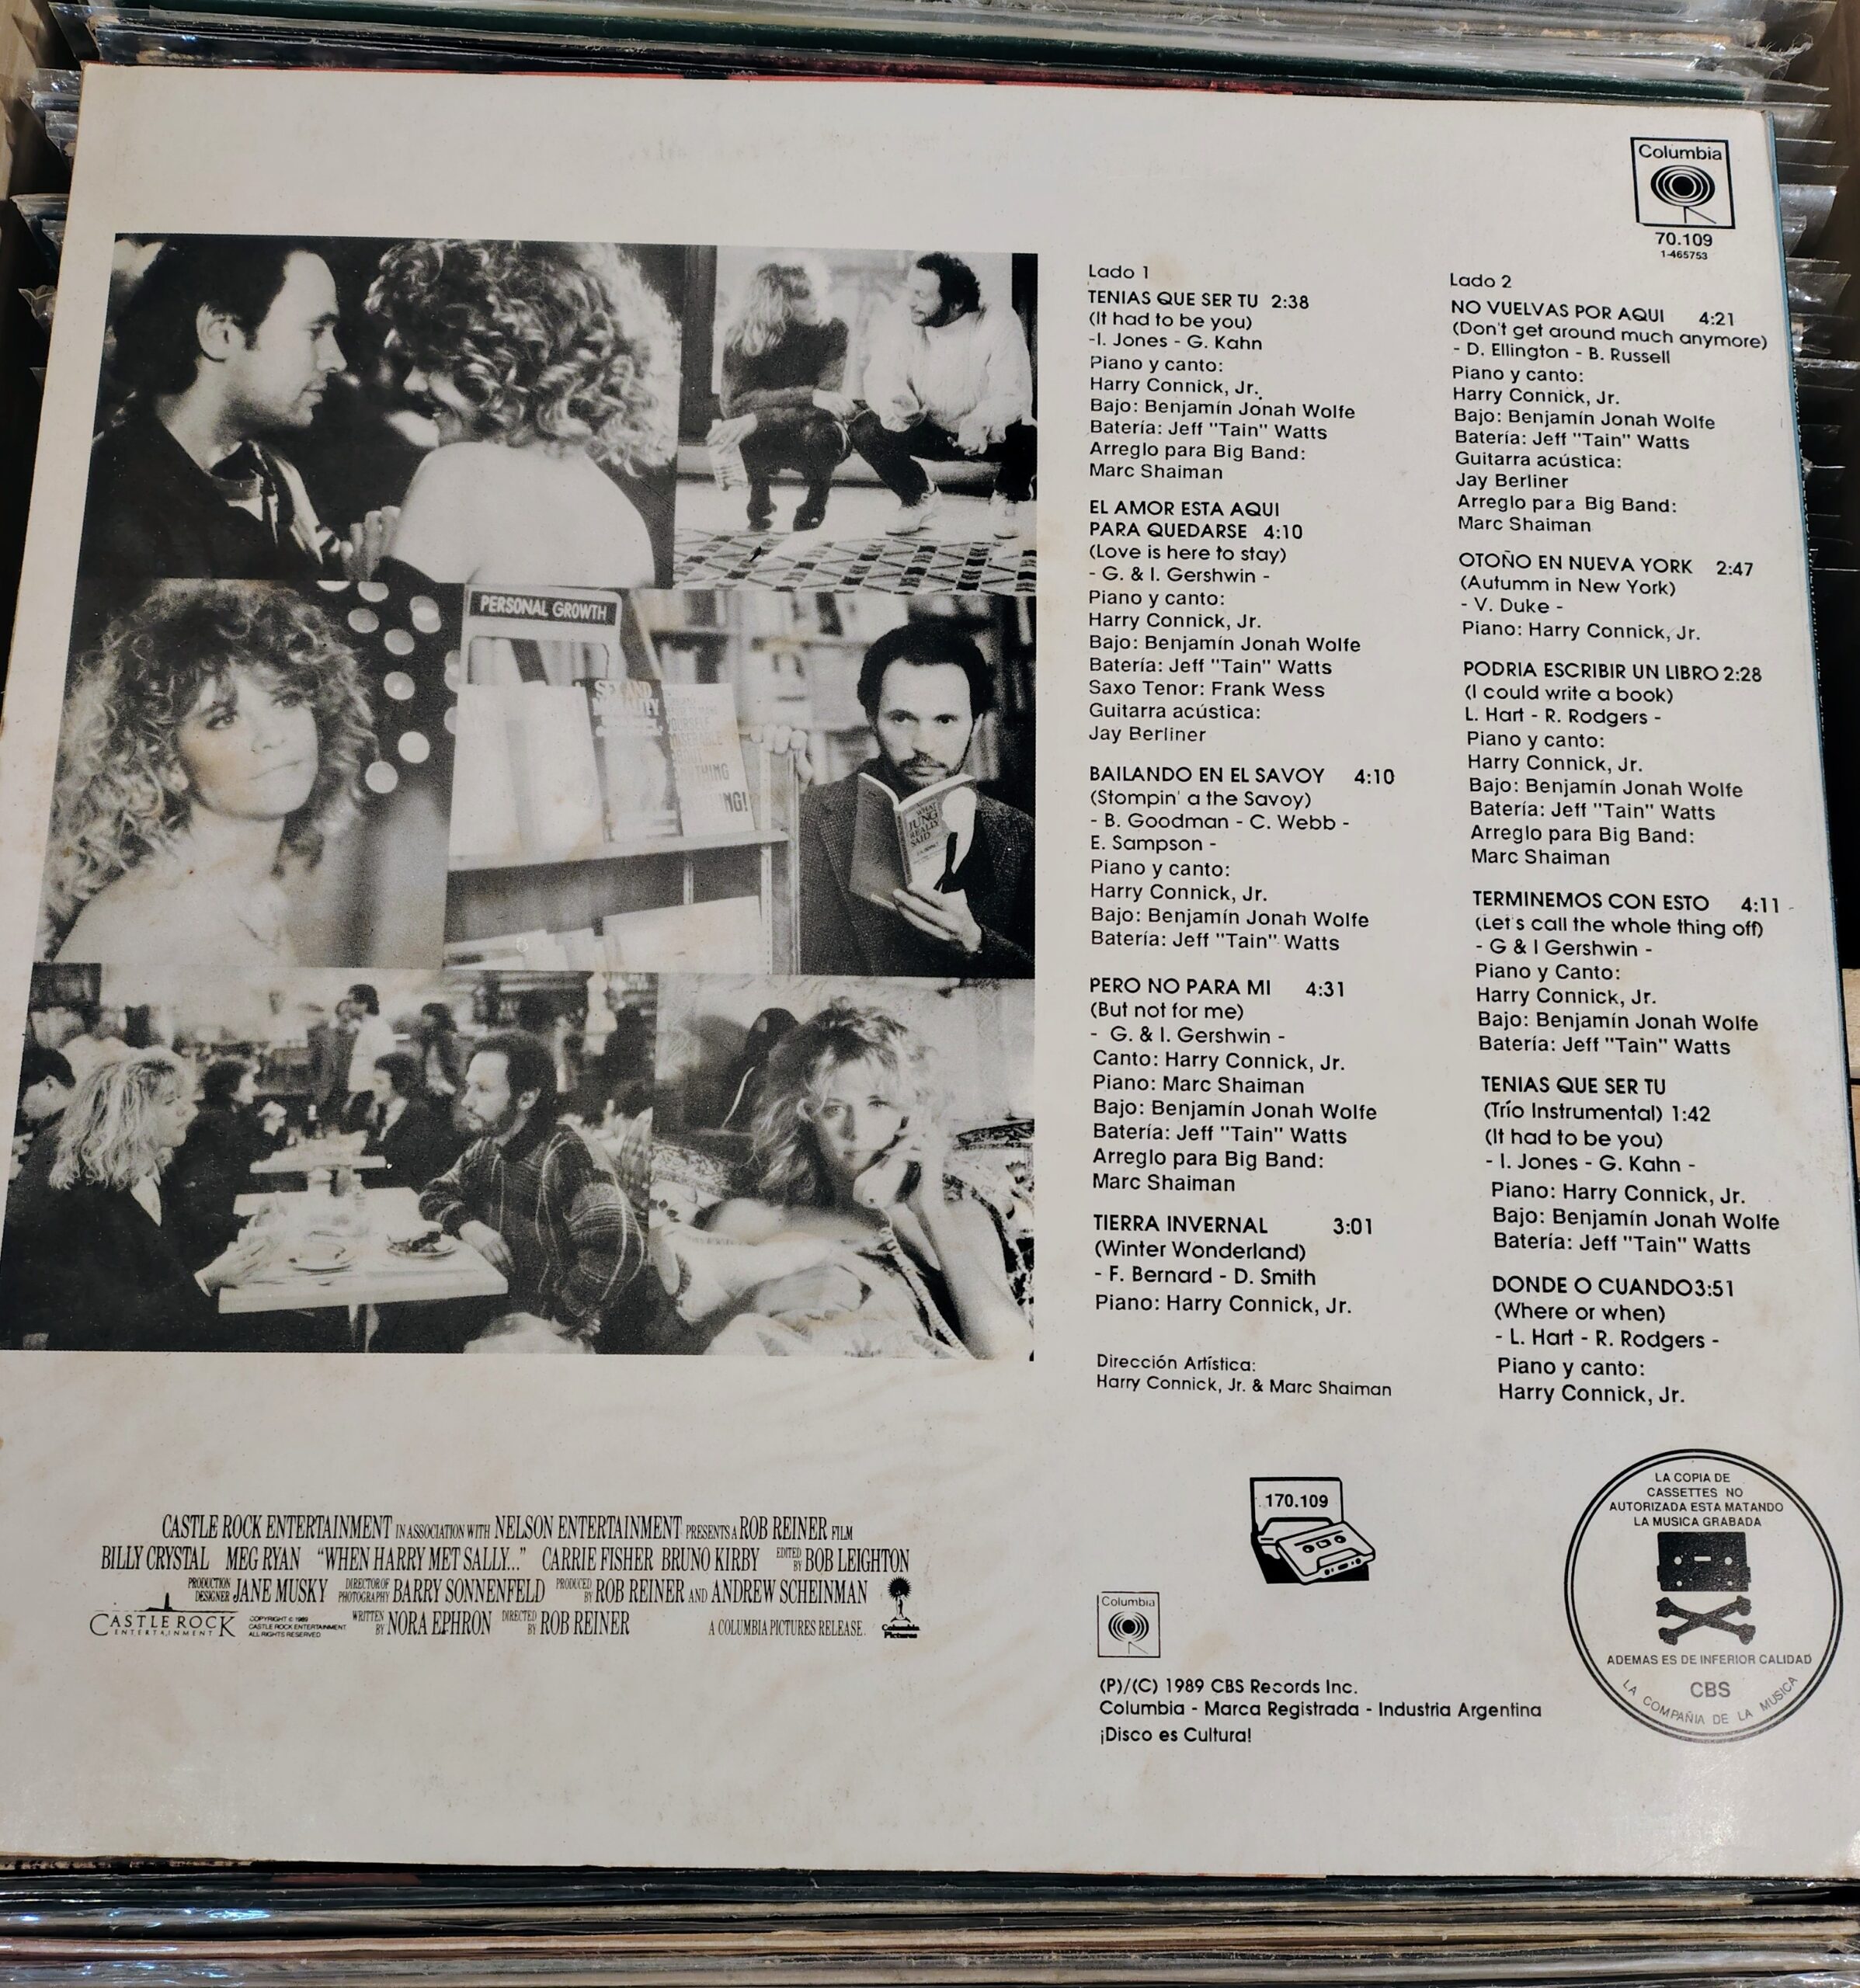 Columbia
70.109
1-465753
Lado 1
TENIAS QUE SER TU 2:38
(It had to be you)
-I. Jones - G. Kahn
Piano y canto:
Harry Connick, Jr.
Bajo: Benjamín Jonah Wolfe
Batería: Jeff "Tain" Watts
Arreglo para Big Band:
Marc Shaiman
EL AMOR ESTA AQUI
PARA QUEDARSE 4:10
(Love is here to stay)
- G. & I. Gershwin -
Piano y canto:
Harry Connick, Jr.
Bajo: Benjamín Jonah Wolfe
Batería: Jeff "Tain" Watts
Saxo Tenor: Frank Wess
Guitarra acústica:
Jay Berliner
BAILANDO EN EL SAVOY 4:10
(Stompin' a the Savoy)
- B. Goodman - C. Webb -
E. Sampson -
Piano y canto:
Harry Connick, Jr.
Bajo: Benjamín Jonah Wolfe
Batería: Jeff "Tain" Watts
PERO NO PARA MI 4:31
(But not for me)
- G. & I. Gershwin -
Canto: Harry Connick, Jr.
Piano: Marc Shaiman
Bajo: Benjamín Jonah Wolfe
Batería: Jeff "Tain" Watts
Arreglo para Big Band:
Marc Shaiman
TIERRA INVERNAL 3:01
(Winter Wonderland)
- F. Bernard - D. Smith
Piano: Harry Connick, Jr.
Dirección Artística:
Harry Connick, Jr. & Marc Shaiman
Lado 2
NO VUELVAS POR AQUI 4:21
(Don't get around much anymore)
- D. Ellington - B. Russell
Piano y canto:
Harry Connick, Jr.
Bajo: Benjamín Jonah Wolfe
Batería: Jeff "Tain" Watts
Guitarra acústica:
Jay Berliner
Arreglo para Big Band:
Marc Shaiman
OTOÑO EN NUEVA YORK 2:47
(Autumm in New York)
- V. Duke -
Piano: Harry Connick, Jr.
PODRIA ESCRIBIR UN LIBRO 2:28
(I could write a book)
L. Hart - R. Rodgers -
Piano y canto:
Harry Connick, Jr.
Bajo: Benjamín Jonah Wolfe
Batería: Jeff "Tain" Watts
Arreglo para Big Band:
Marc Shaiman
TERMINEMOS CON ESTO 4:11
(Let's call the whole thing off)
- G & I Gershwin -
Piano y Canto:
Harry Connick, Jr.
Bajo: Benjamín Jonah Wolfe
Batería: Jeff "Tain" Watts
TENIAS QUE SER TU
(Trío Instrumental) 1:42
(It had to be you)
- I. Jones - G. Kahn -
Piano: Harry Connick, Jr.
Bajo: Benjamín Jonah Wolfe
Batería: Jeff "Tain" Watts
DONDE O CUANDO 3:51
(Where or when)
- L. Hart - R. Rodgers -
Piano y canto:
Harry Connick, Jr.
PERSONAL GROWTH
SEX AND
WHAT
JUNG
REALLY
SAID
CASTLE ROCK ENTERTAINMENT IN ASSOCIATION WITH NELSON ENTERTAINMENT PRESENTS A ROB REINER FILM
BILLY CRYSTAL MEG RYAN "WHEN HARRY MET SALLY..." CARRIE FISHER BRUNO KIRBY EDITED BY BOB LEIGHTON
PRODUCTION DESIGNER JANE MUSKY DIRECTOR OF PHOTOGRAPHY BARRY SONNENFELD PRODUCED BY ROB REINER AND ANDREW SCHEINMAN
CASTLE ROCK
ENTERTAINMENT
COPYRIGHT © 1989
CASTLE ROCK ENTERTAINMENT
ALL RIGHTS RESERVED
WRITTEN BY NORA EPHRON DIRECTED BY ROB REINER A COLUMBIA PICTURES RELEASE.
Columbia
Pictures
170.109
Columbia
(P)/(C) 1989 CBS Records Inc.
Columbia - Marca Registrada - Industria Argentina
¡Disco es Cultura!
LA COPIA DE
CASSETTES NO
AUTORIZADA ESTA MATANDO
LA MUSICA GRABADA
ADEMAS ES DE INFERIOR CALIDAD
CBS
LA COMPAÑIA DE LA MUSICA